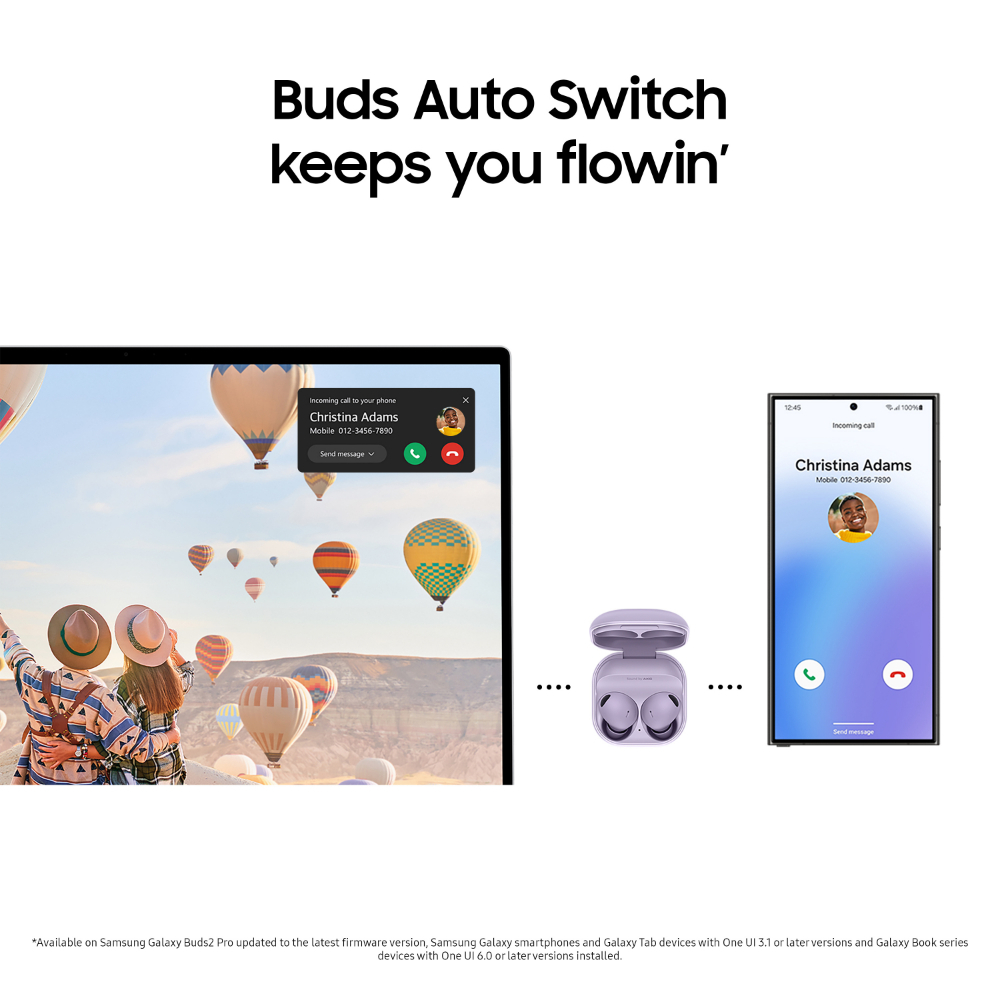 Buds Auto Switch
keeps you flowin’
Incoming call to your phone
Christina Adams
Mobile 012-3456-7890
Send message
12:45
100%
Incoming call
Christina Adams
Mobile 012-3456-7890
Send message
*Available on Samsung Galaxy Buds2 Pro updated to the latest firmware version, Samsung Galaxy smartphones and Galaxy Tab devices with One UI 3.1 or later versions and Galaxy Book series
devices with One UI 6.0 or later versions installed.